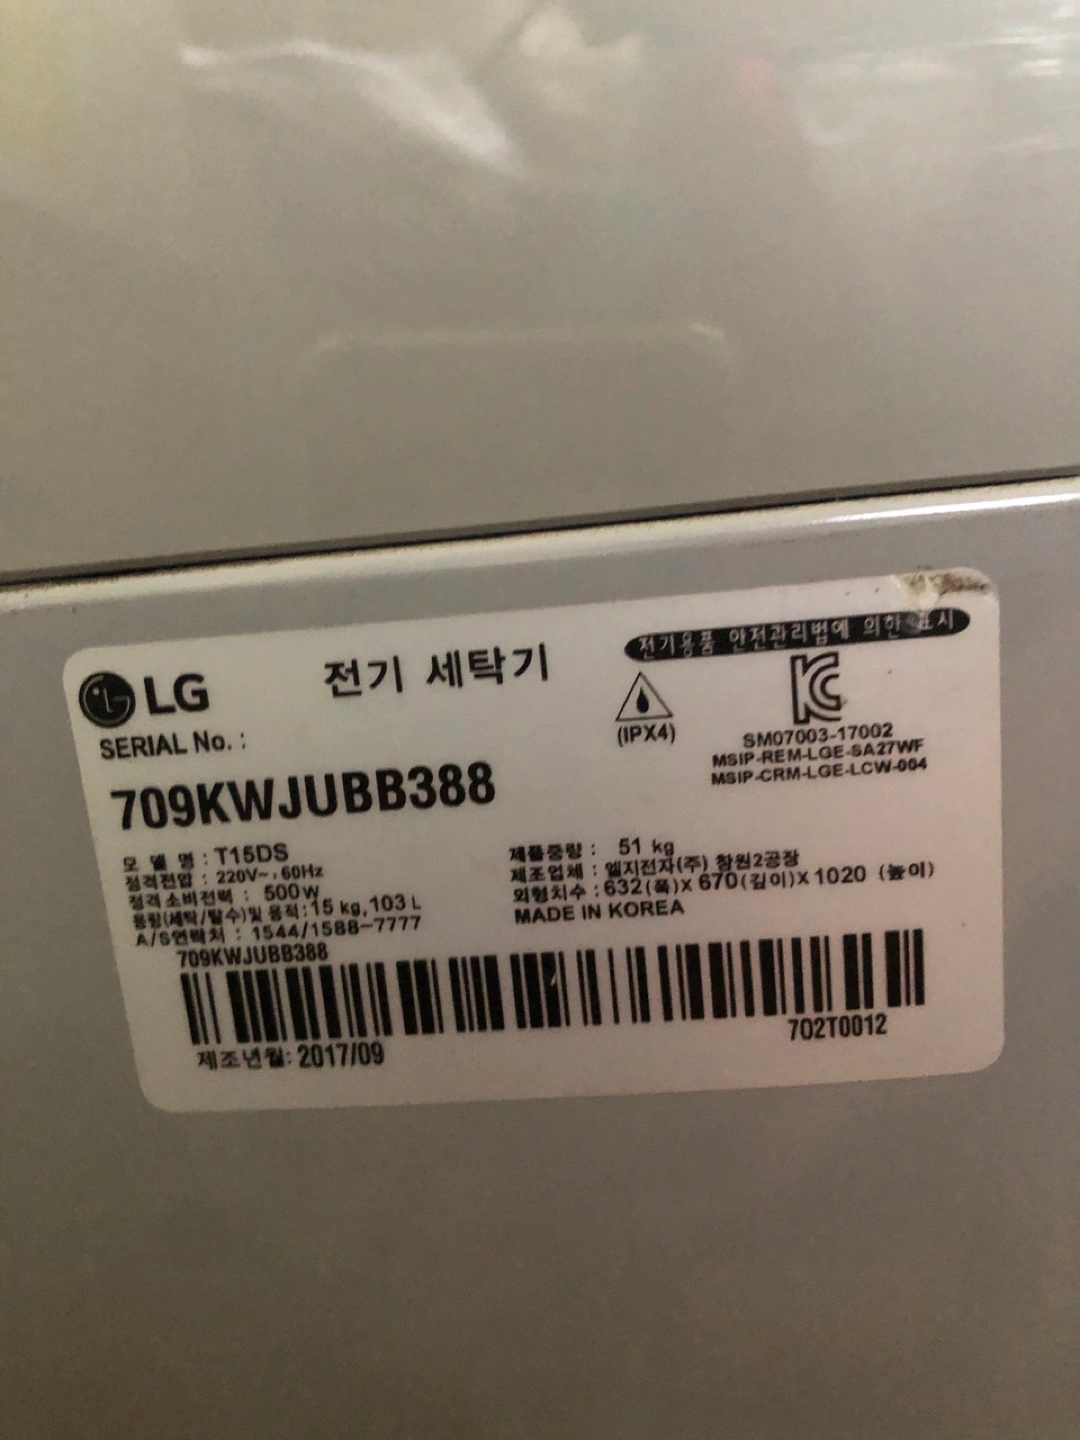 LG
전기 세탁기
전기용품 안전관리법에 의한 표시
SERIAL No. :
(IPX4)
SM07003-17002
MSIP-REM-LGE-SA27WF
MSIP-CRM-LGE-LCW-004
709KWJUBB388
모 델 명 : T15DS
정격전압 : 220V~, 60Hz
정격 소비전력 : 500 W
용량(세탁/탈수)및 용적:15 kg, 103 L
A/S연락처 : 1544/1588-7777
제품중량 : 51 kg
제조업체 : 엘지전자(주) 창원2공장
외형치수 : 632(폭)X 670(깊이)X 1020 (높이)
MADE IN KOREA
709KWJUBB388
702T0012
제조년월: 2017/09